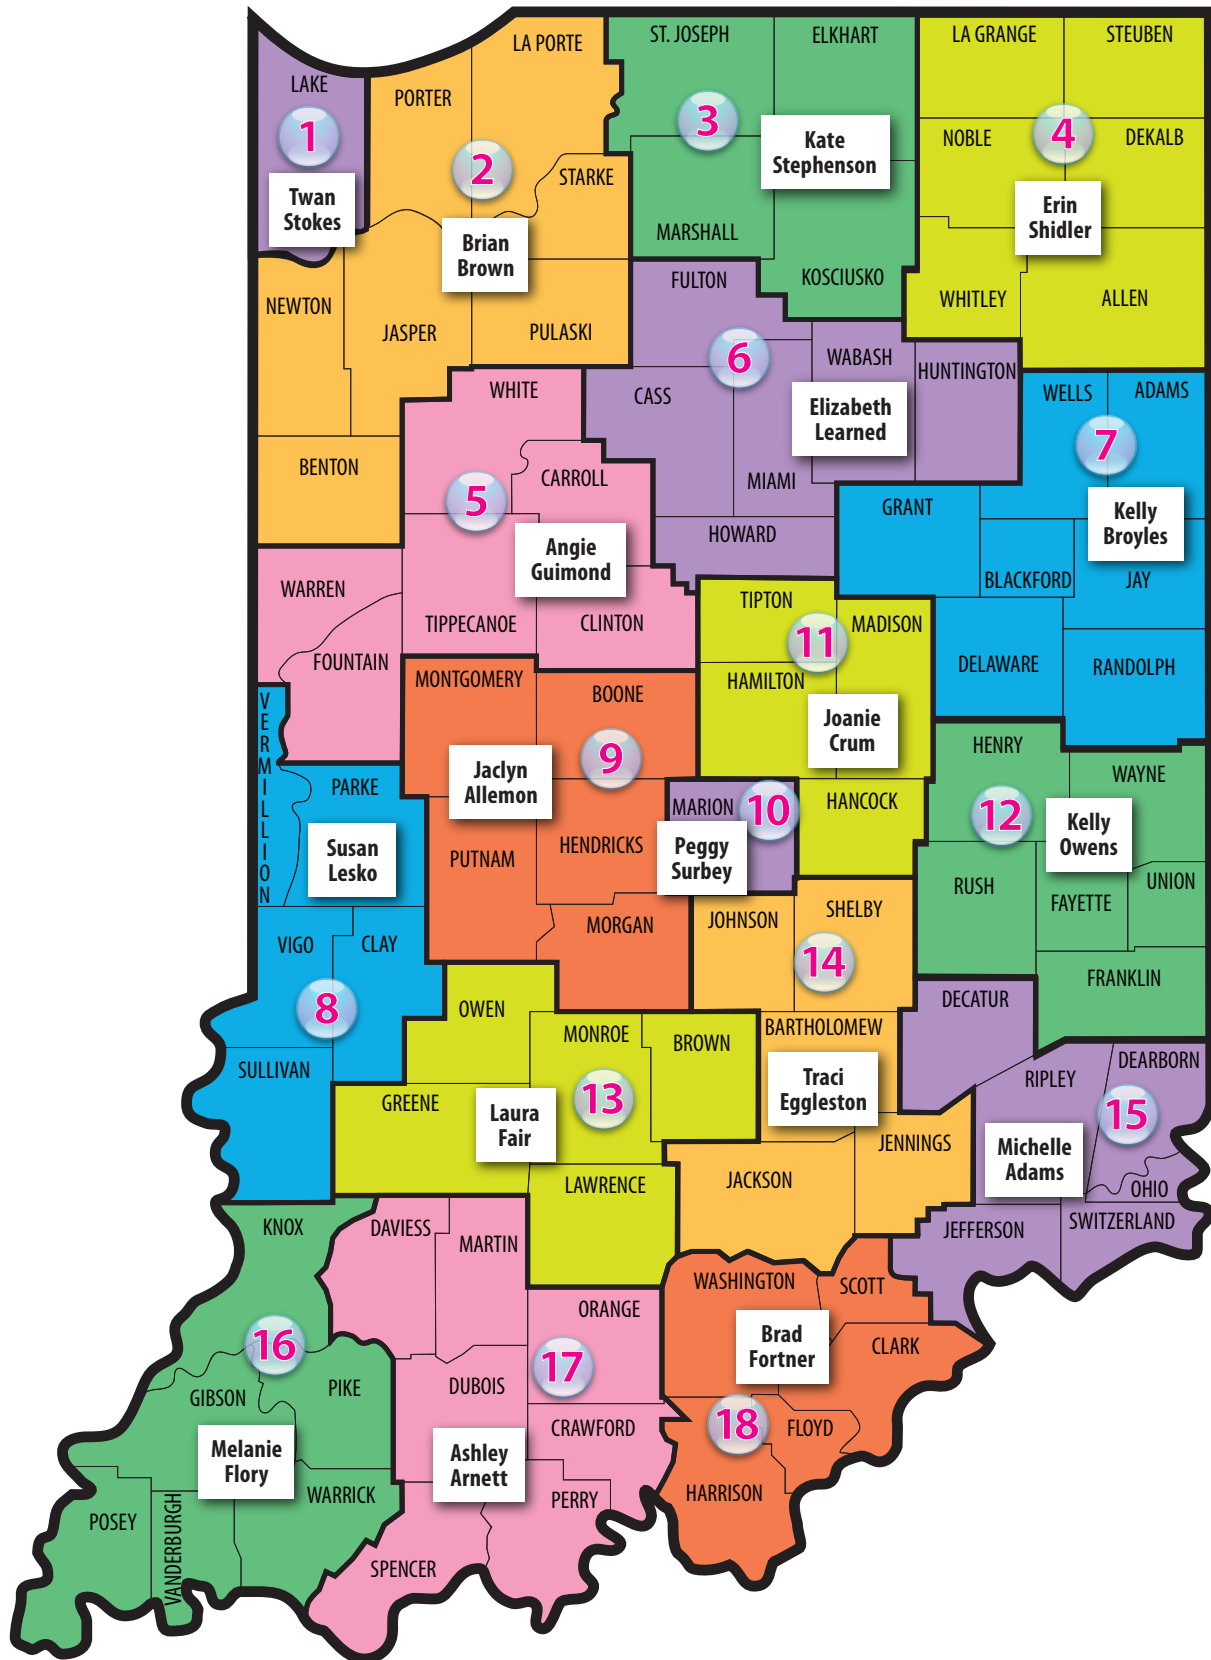 LA PORTE
ST. JOSEPH
ELKHART
LA GRANGE
STEUBEN
LAKE
PORTER
1
2
3
4
NOBLE
DEKALB
Kate
Stephenson
STARKE
Twan
Stokes
Erin
Shidler
MARSHALL
Brian
Brown
NEWTON
JASPER
PULASKI
FULTON
KOSCIUSKO
WHITLEY
ALLEN
6
WABASH
HUNTINGTON
WHITE
CASS
Elizabeth
Learned
WELLS
ADAMS
7
BENTON
CARROLL
MIAMI
5
GRANT
Kelly
Broyles
HOWARD
Angie
Guimond
WARREN
BLACKFORD
JAY
TIPTON
MADISON
TIPPECANOE
CLINTON
11
FOUNTAIN
DELAWARE
RANDOLPH
MONTGOMERY
BOONE
HAMILTON
VERMILLION
Joanie
Crum
HENRY
WAYNE
9
Jaclyn
Allemon
PARKE
MARION
10
HANCOCK
12
Kelly
Owens
Susan
Lesko
PUTNAM
HENDRICKS
Peggy
Surbey
RUSH
FAYETTE
UNION
VIGO
CLAY
MORGAN
JOHNSON
SHELBY
14
FRANKLIN
8
OWEN
DECATUR
MONROE
BROWN
BARTHOLOMEW
SULLIVAN
RIPLEY
DEARBORN
GREENE
Laura
Fair
13
Traci
Eggleston
15
JENNINGS
Michelle
Adams
LAWRENCE
JACKSON
OHIO
KNOX
DAVIESS
MARTIN
JEFFERSON
SWITZERLAND
WASHINGTON
SCOTT
ORANGE
16
17
Brad
Fortner
CLARK
GIBSON
PIKE
DUBOIS
CRAWFORD
18
FLOYD
Melanie
Flory
Ashley
Arnett
WARRICK
PERRY
HARRISON
POSEY
VANDERBURGH
SPENCER